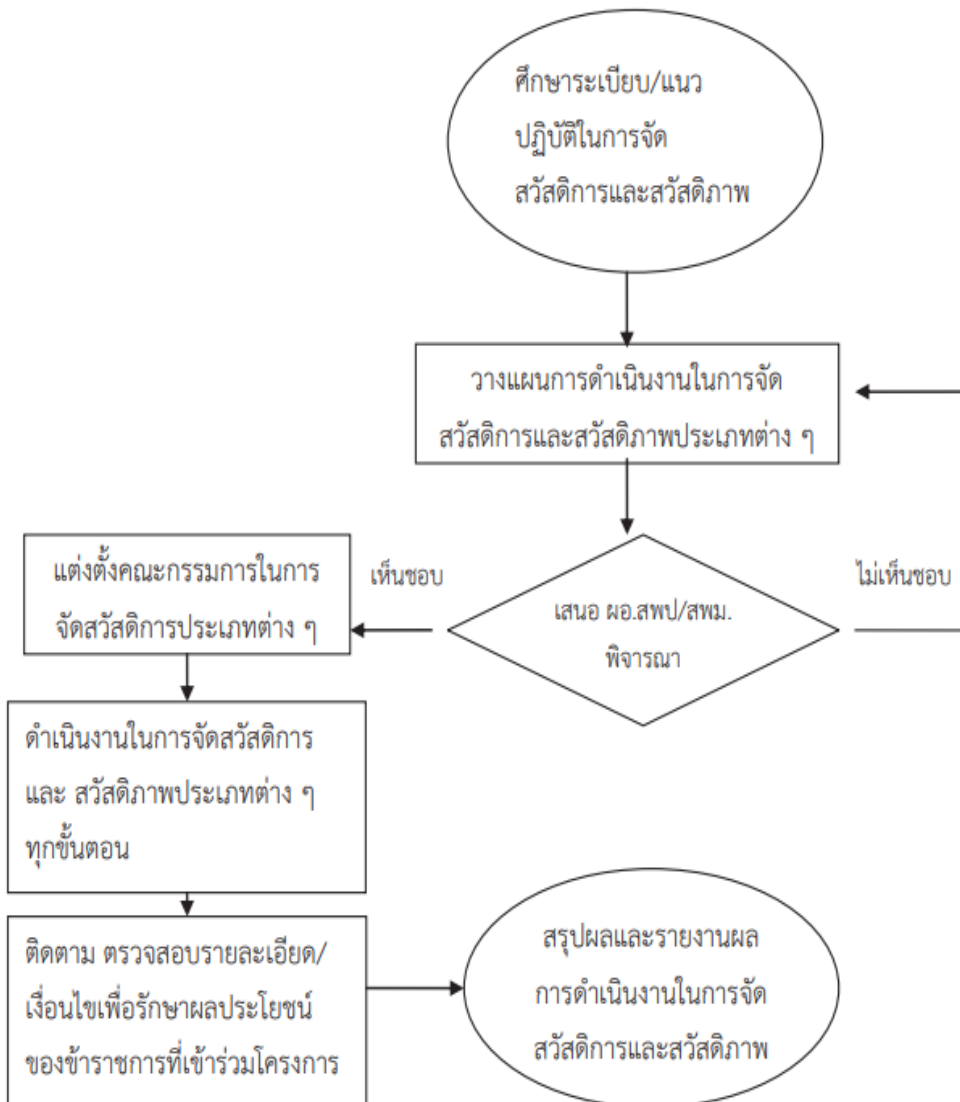 ศึกษาระเบียบ/แนว
ปฏิบัติในการจัด
สวัสดิการและสวัสดิภาพ
วางแผนการดำเนินงานในการจัด
สวัสดิการและสวัสดิภาพประเภทต่าง ๆ
เสนอ ผอ.สพป/สพม.
พิจารณา
เห็นชอบ
ไม่เห็นชอบ
แต่งตั้งคณะกรรมการในการ
จัดสวัสดิการประเภทต่าง ๆ
ดำเนินงานในการจัดสวัสดิการ
และ สวัสดิภาพประเภทต่าง ๆ
ทุกขั้นตอน
ติดตาม ตรวจสอบรายละเอียด/
เงื่อนไขเพื่อรักษาผลประโยชน์
ของข้าราชการที่เข้าร่วมโครงการ
สรุปผลและรายงานผล
การดำเนินงานในการจัด
สวัสดิการและสวัสดิภาพ